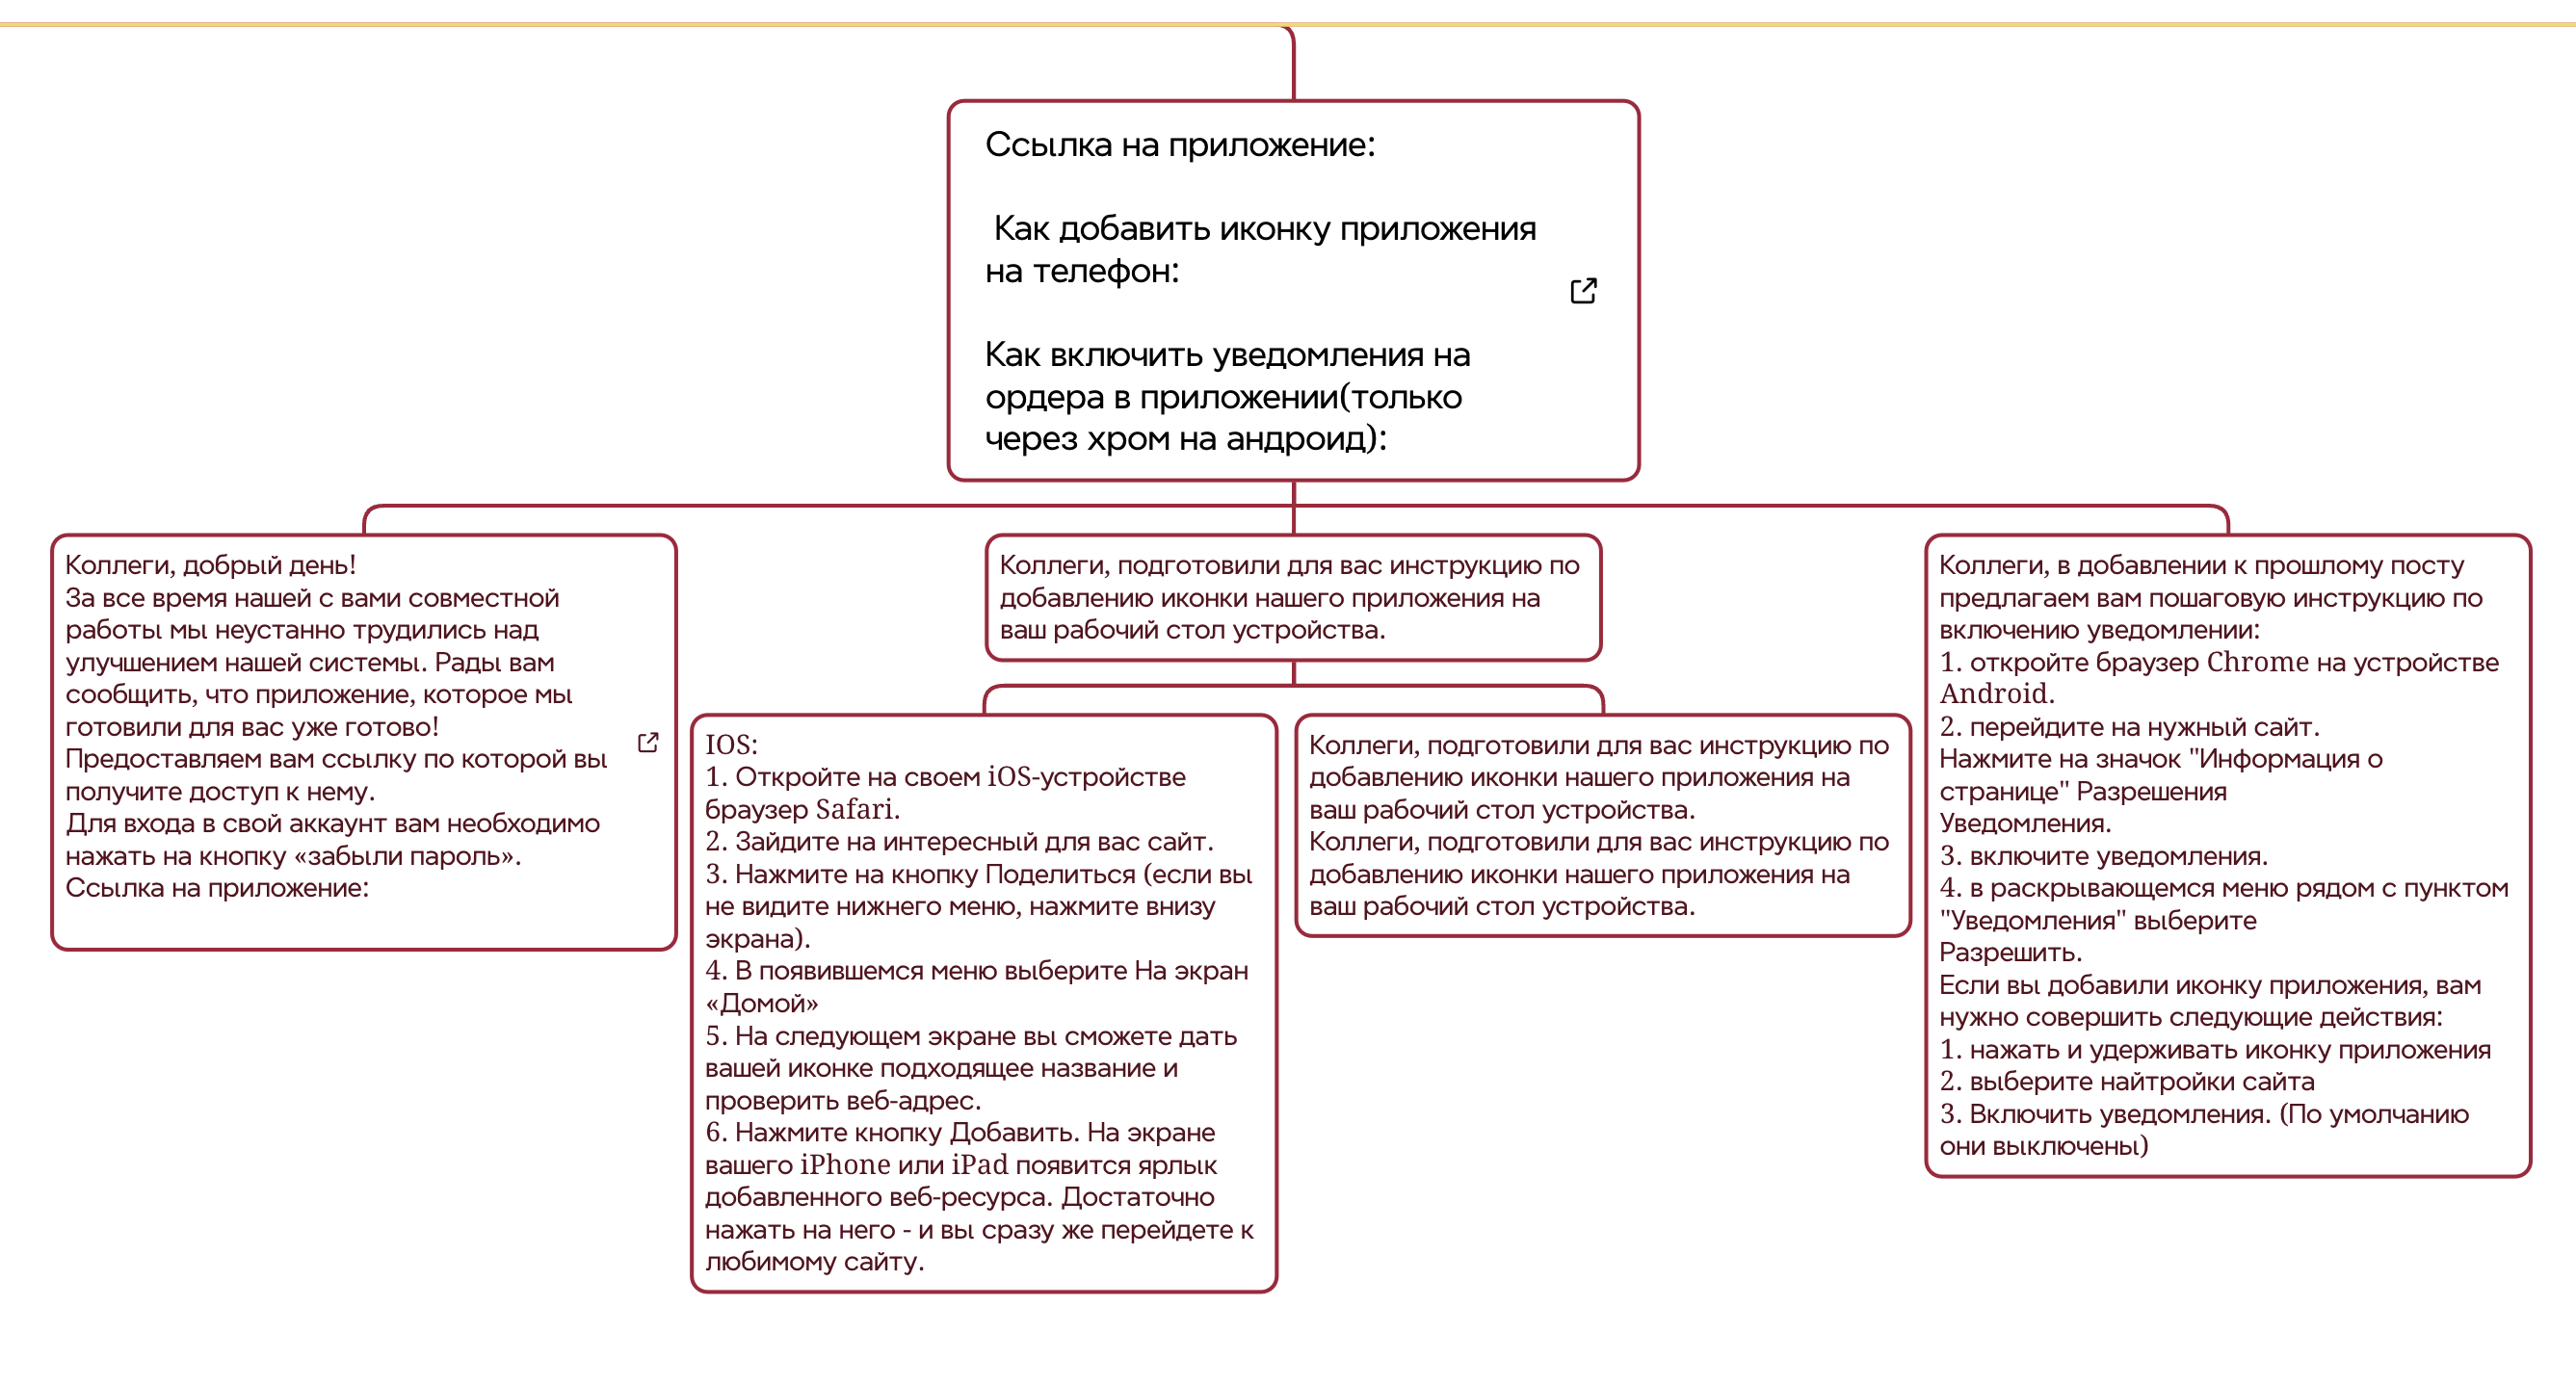 Ссылка на приложение:
Как добавить иконку приложения
на телефон:
Как включить уведомления на
ордера в приложении(только
через хром на андроид):
Коллеги, добрый день!
За все время нашей с вами совместной
работы мы неустанно трудились над
улучшением нашей системы. Рады вам
сообщить, что приложение, которое мы
готовили для вас уже готово!
Предоставляем вам ссылку по которой вы
получите доступ к нему.
Для входа в свой аккаунт вам необходимо
нажать на кнопку «забыли пароль».
Ссылка на приложение:
Коллеги, подготовили для вас инструкцию по
добавлению иконки нашего приложения на
ваш рабочий стол устройства.
IOS:
1. Откройте на своем iOS-устройстве
браузер Safari.
2. Зайдите на интересный для вас сайт.
3. Нажмите на кнопку Поделиться (если вы
не видите нижнего меню, нажмите внизу
экрана).
4. В появившемся меню выберите На экран
«Домой»
5. На следующем экране вы сможете дать
вашей иконке подходящее название и
проверить веб-адрес.
6. Нажмите кнопку Добавить. На экране
вашего iPhone или iPad появится ярлык
добавленного веб-ресурса. Достаточно
нажать на него - и вы сразу же перейдете к
любимому сайту.
Коллеги, подготовили для вас инструкцию по
добавлению иконки нашего приложения на
ваш рабочий стол устройства.
Коллеги, подготовили для вас инструкцию по
добавлению иконки нашего приложения на
ваш рабочий стол устройства.
Коллеги, в добавлении к прошлому посту
предлагаем вам пошаговую инструкцию по
включению уведомлении:
1. откройте браузер Chrome на устройстве
Android.
2. перейдите на нужный сайт.
Нажмите на значок "Информация о
странице" Разрешения
Уведомления.
3. включите уведомления.
4. в раскрывающемся меню рядом с пунктом
"Уведомления" выберите
Разрешить.
Если вы добавили иконку приложения, вам
нужно совершить следующие действия:
1. нажать и удерживать иконку приложения
2. выберите найтройки сайта
3. Включить уведомления. (По умолчанию
они выключены)